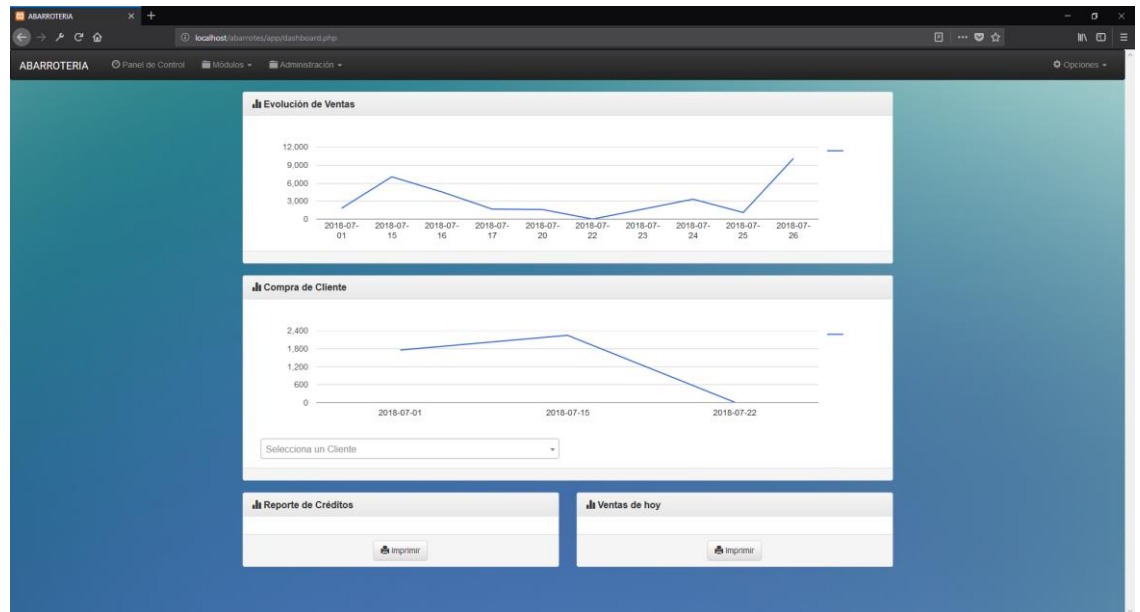 ABARROTERIA
localhost/abarrotes/app/dashboard.php
ABARROTERIA Panel de Control Módulos Administración Opciones
Evolución de Ventas
12,000
9,000
6,000
3,000
0
2018-07-01 2018-07-15 2018-07-16 2018-07-17 2018-07-20 2018-07-22 2018-07-23 2018-07-24 2018-07-25 2018-07-26
Compra de Cliente
2,400
1,800
1,200
600
0
2018-07-01 2018-07-15 2018-07-22
Selecciona un Cliente
Reporte de Créditos Ventas de hoy
Imprimir Imprimir